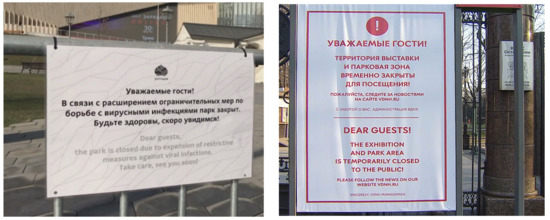 Уважаемые гости!
В связи с расширением ограничительных мер по
борьбе с вирусными инфекциями парк закрыт.
Будьте здоровы, скоро увидимся!
Dear guests,
the park is closed due to expansion of restrictive
measures against viral infections.
Take care, see you soon!
!
УВАЖАЕМЫЕ ГОСТИ!
ТЕРРИТОРИЯ ВЫСТАВКИ
И ПАРКОВАЯ ЗОНА
ВРЕМЕННО ЗАКРЫТЫ
ДЛЯ ПОСЕЩЕНИЯ!
ПОЖАЛУЙСТА, СЛЕДИТЕ ЗА НОВОСТЯМИ
НА САЙТЕ VDNH.RU
С ЗАБОТОЙ О ВАС, АДМИНИСТРАЦИЯ ВДНХ
DEAR GUESTS!
THE EXHIBITION
AND PARK AREA
IS TEMPORARILY CLOSED
TO THE PUBLIC!
PLEASE FOLLOW THE NEWS ON OUR
WEBSITE VDNH.RU